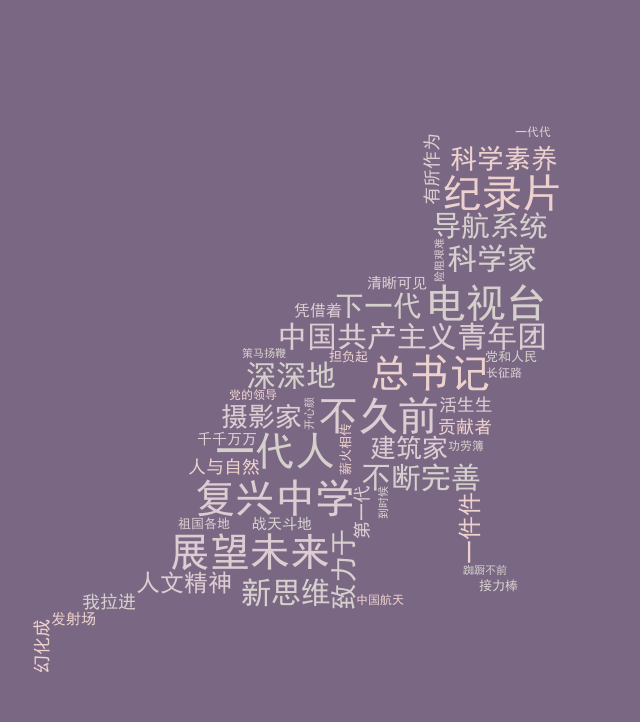 一代代
有所作为
科学素养
纪录片
导航系统
险阻艰难
科学家
清晰可见
凭借着
下一代
电视台
中国共产主义青年团
策马扬鞭
担负起
党和人民
深深地
总书记
长征路
党的领导
摄影家
开心颜
不久前
活生生
贡献者
千千万万
一代人
薪火相传
建筑家
功劳簿
人与自然
不断完善
复兴中学
第一代
到时候
一件件
祖国各地
战天斗地
展望未来
致力于
踟蹰不前
人文精神
新思维
接力棒
我拉进
中国航天
发射场
幻化成